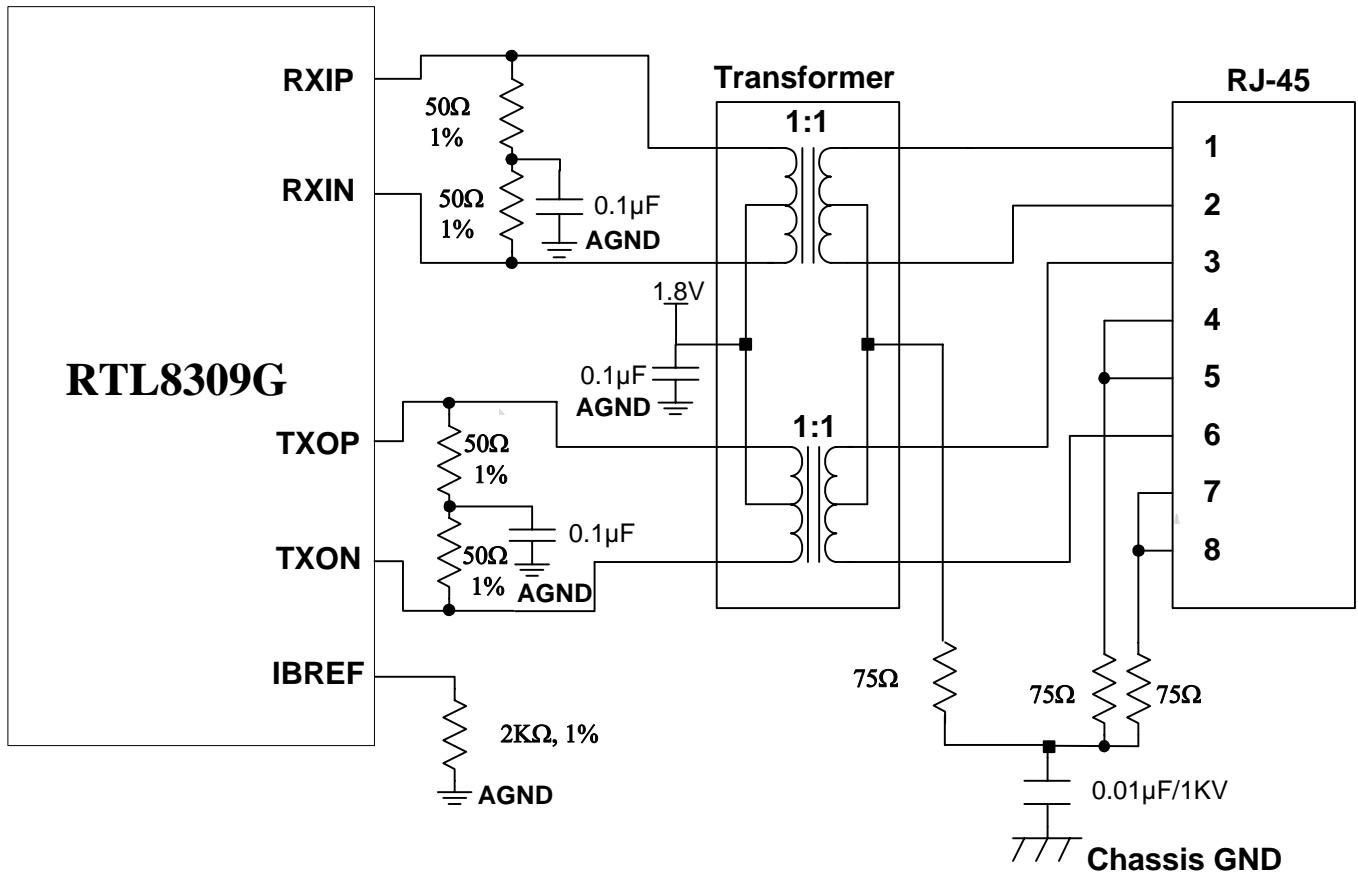 RTL8309G
RXIP
RXIN
TXOP
TXON
IBREF
50Ω
1%
50Ω
1%
0.1µF
AGND
1.8V
0.1µF
AGND
50Ω
1%
50Ω
1%
0.1µF
AGND
2KΩ, 1%
AGND
Transformer
1:1
1:1
RJ-45
1
2
3
4
5
6
7
8
75Ω
75Ω
75Ω
0.01µF/1KV
Chassis GND